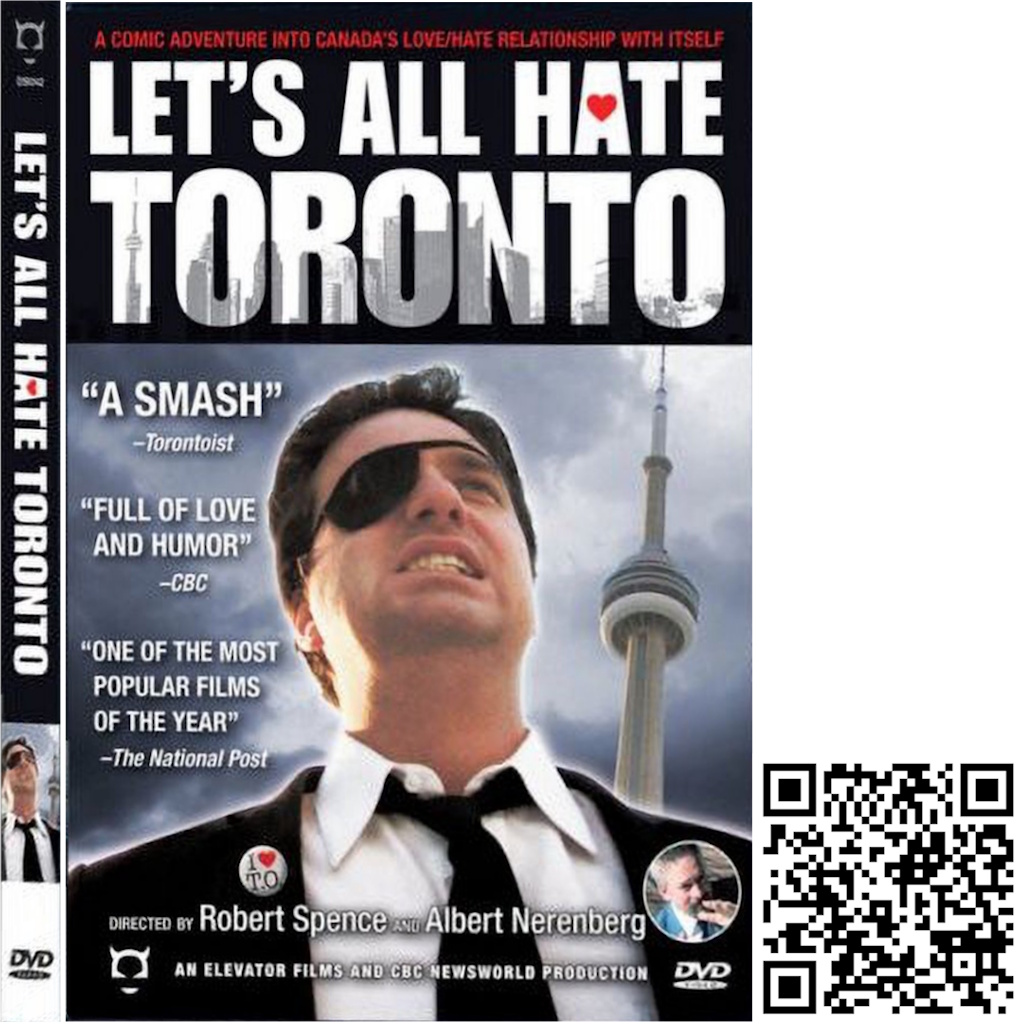 LET'S ALL HATE TORONTO
DVD
A COMIC ADVENTURE INTO CANADA'S LOVE/HATE RELATIONSHIP WITH ITSELF
LET'S ALL HATE
TORONTO
“A SMASH”
–Torontoist
“FULL OF LOVE
AND HUMOR”
–CBC
“ONE OF THE MOST
POPULAR FILMS
OF THE YEAR”
–The National Post
I
T.O.
DIRECTED BY Robert Spence AND Albert Nerenberg
AN ELEVATOR FILMS AND CBC NEWSWORLD PRODUCTION
DVD
VIDEO